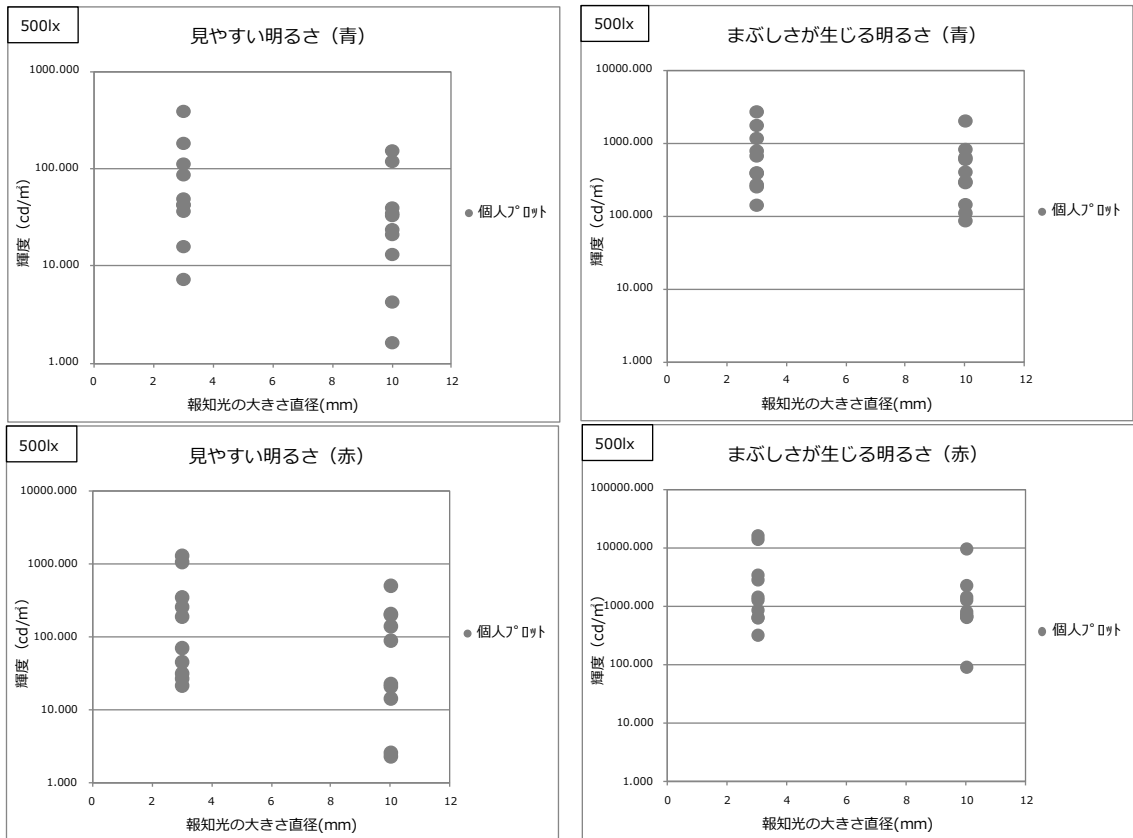 500lx
見やすい明るさ（青）
1000.000
100.000
10.000
1.000
輝度（cd/㎡）
0 2 4 6 8 10 12
報知光の大きさ直径(mm)
個人ﾌﾟﾛｯﾄ
500lx
まぶしさが生じる明るさ（青）
10000.000
1000.000
100.000
10.000
1.000
輝度（cd/㎡）
0 2 4 6 8 10 12
報知光の大きさ直径(mm)
個人ﾌﾟﾛｯﾄ
500lx
見やすい明るさ（赤）
10000.000
1000.000
100.000
10.000
1.000
輝度（cd/㎡）
0 2 4 6 8 10 12
報知光の大きさ直径(mm)
個人ﾌﾟﾛｯﾄ
500lx
まぶしさが生じる明るさ（赤）
100000.000
10000.000
1000.000
100.000
10.000
1.000
輝度（cd/㎡）
0 2 4 6 8 10 12
報知光の大きさ直径(mm)
個人ﾌﾟﾛｯﾄ